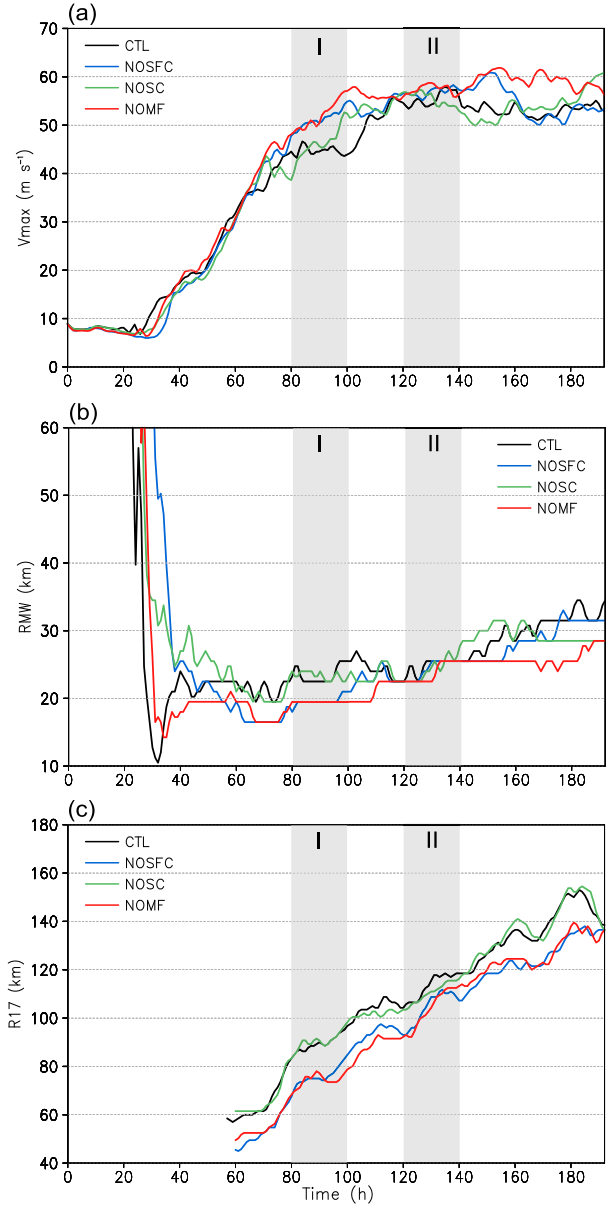 (a)
70
60
50
40
30
20
10
0
Vmax (m s⁻¹)
CTL
NOSFC
NOSC
NOMF
I
II
0 20 40 60 80 100 120 140 160 180
(b)
60
50
40
30
20
10
RMW (km)
I
II
CTL
NOSFC
NOSC
NOMF
0 20 40 60 80 100 120 140 160 180
(c)
180
160
140
120
100
80
60
40
R17 (km)
CTL
NOSFC
NOSC
NOMF
I
II
0 20 40 60 80 100 120 140 160 180
Time (h)